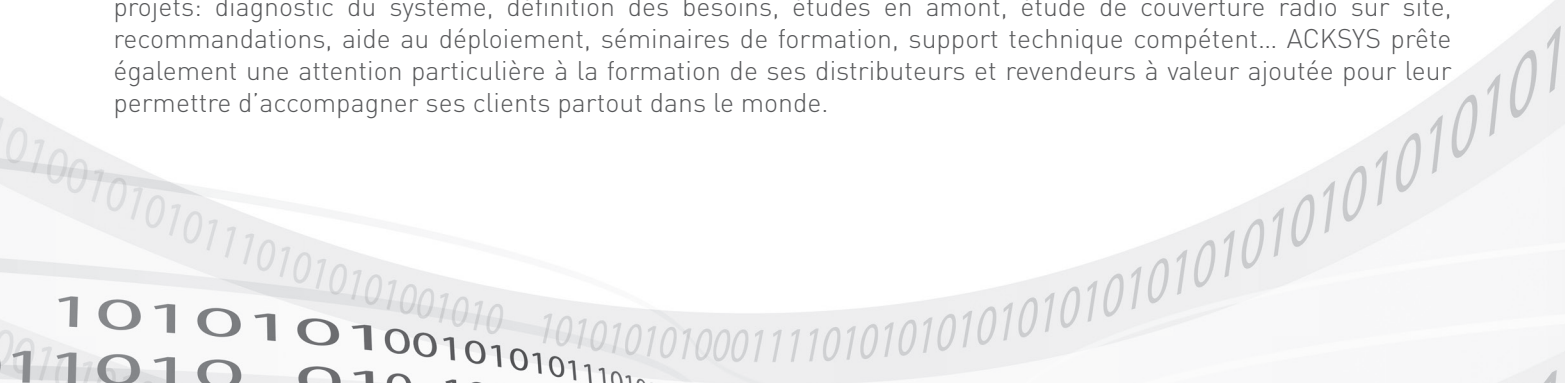 projets: diagnostic du système, définition des besoins, études en amont, étude de couverture radio sur site,
recommandations, aide au déploiement, séminaires de formation, support technique compétent... ACKSYS prête
également une attention particulière à la formation de ses distributeurs et revendeurs à valeur ajoutée pour leur
permettre d'accompagner ses clients partout dans le monde.